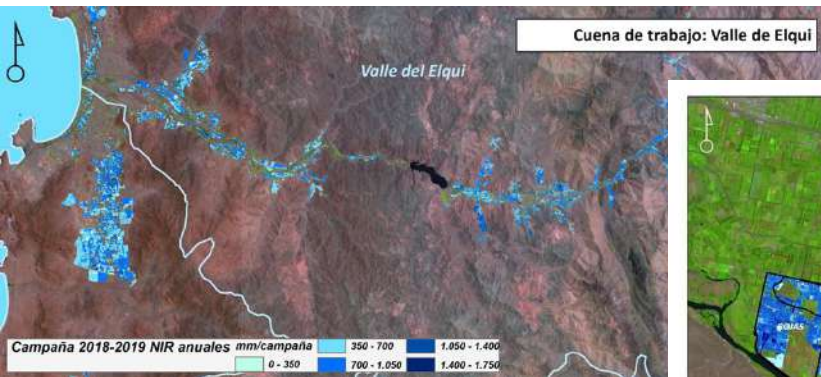 Cuena de trabajo: Valle de Elqui
Valle del Elqui
Campaña 2018-2019 NIR anuales mm/campaña
0 - 350
350 - 700
700 - 1.050
1.050 - 1.400
1.400 - 1.750